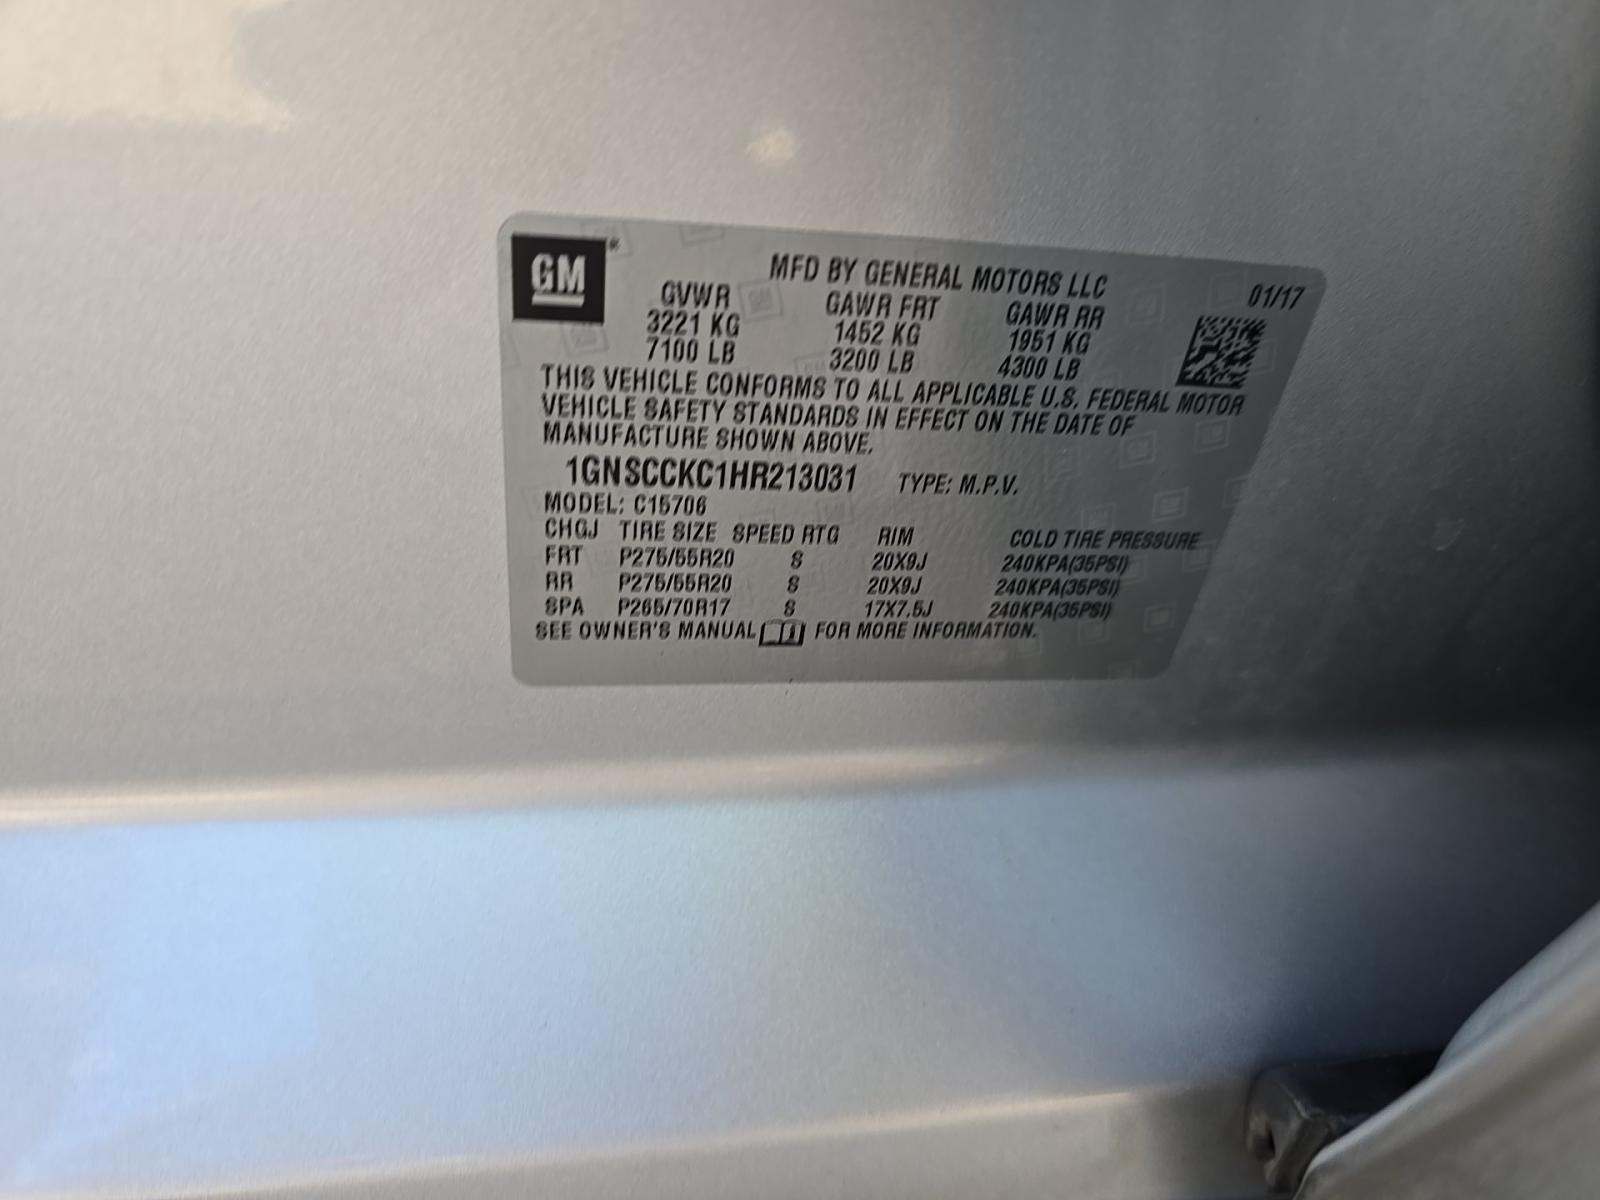 GM
MFD BY GENERAL MOTORS LLC 01/17
GVWR GAWR FRT GAWR RR
3221 KG 1452 KG 1951 KG
7100 LB 3200 LB 4300 LB
THIS VEHICLE CONFORMS TO ALL APPLICABLE U.S. FEDERAL MOTOR
VEHICLE SAFETY STANDARDS IN EFFECT ON THE DATE OF
MANUFACTURE SHOWN ABOVE.
1GNSCCKC1HR213031 TYPE: M.P.V.
MODEL: C15706
CHGJ TIRE SIZE SPEED RTG RIM COLD TIRE PRESSURE
FRT P275/55R20 S 20X9J 240KPA(35PSI)
RR P275/55R20 S 20X9J 240KPA(35PSI)
SPA P265/70R17 S 17X7.5J 240KPA(35PSI)
SEE OWNER'S MANUAL FOR MORE INFORMATION.